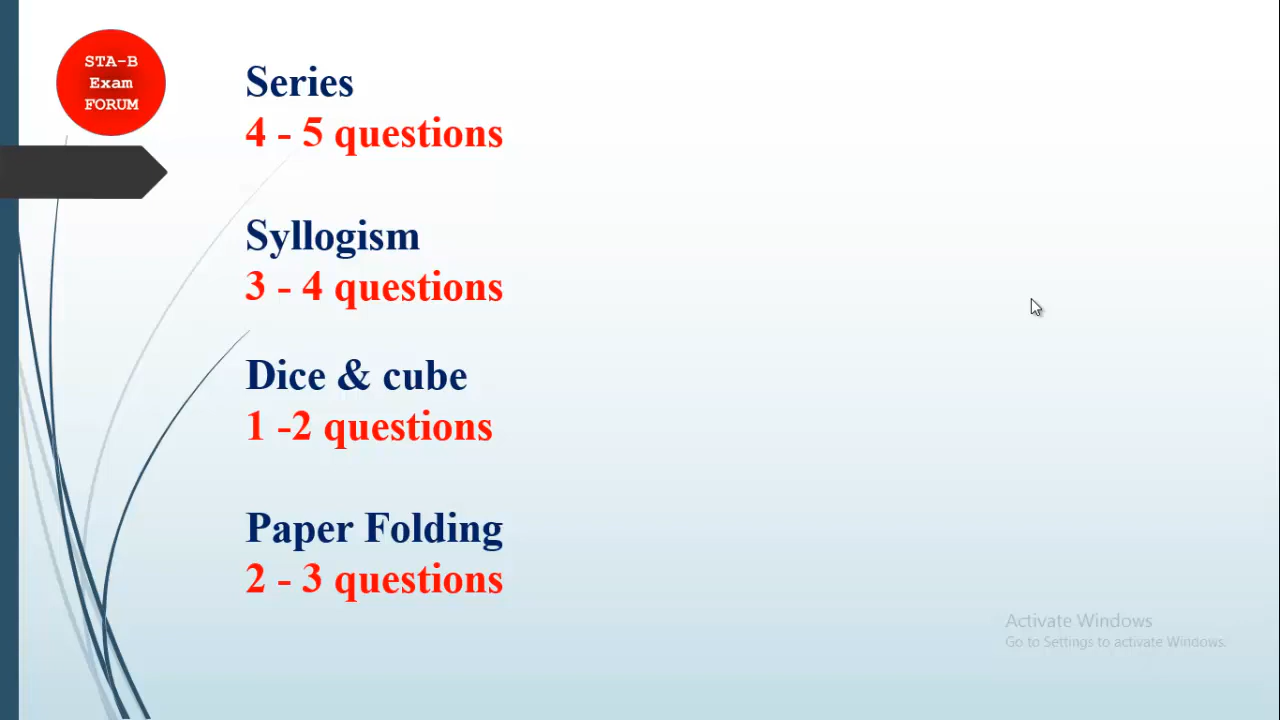 STA-B
Exam
FORUM
Series
4 - 5 questions
Syllogism
3 - 4 questions
Dice & cube
1 -2 questions
Paper Folding
2 - 3 questions
Activate Windows
Go to Settings to activate Windows.